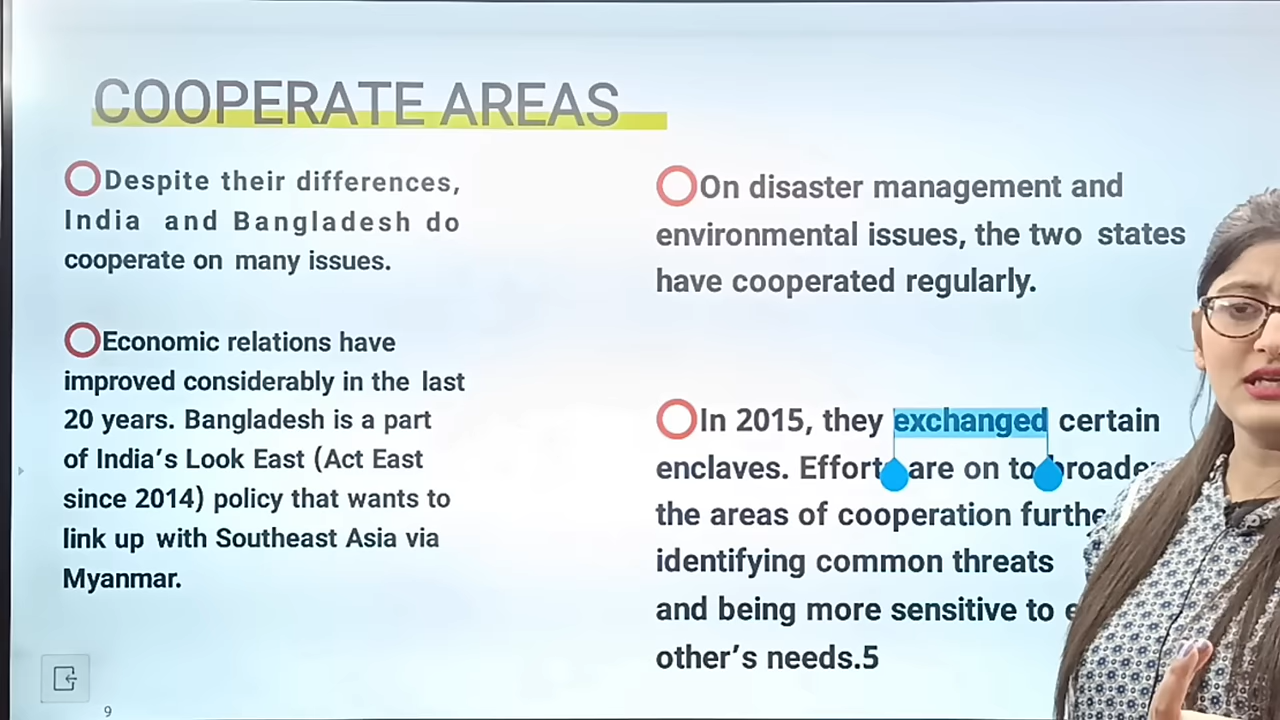 COOPERATE AREAS
Despite their differences,
India and Bangladesh do
cooperate on many issues.
Economic relations have
improved considerably in the last
20 years. Bangladesh is a part
of India's Look East (Act East
since 2014) policy that wants to
link up with Southeast Asia via
Myanmar.
On disaster management and
environmental issues, the two states
have cooperated regularly.
In 2015, they exchanged certain
enclaves. are on to
the areas of cooperation
identifying common threats
and being more sensitive to
other's needs.5
9